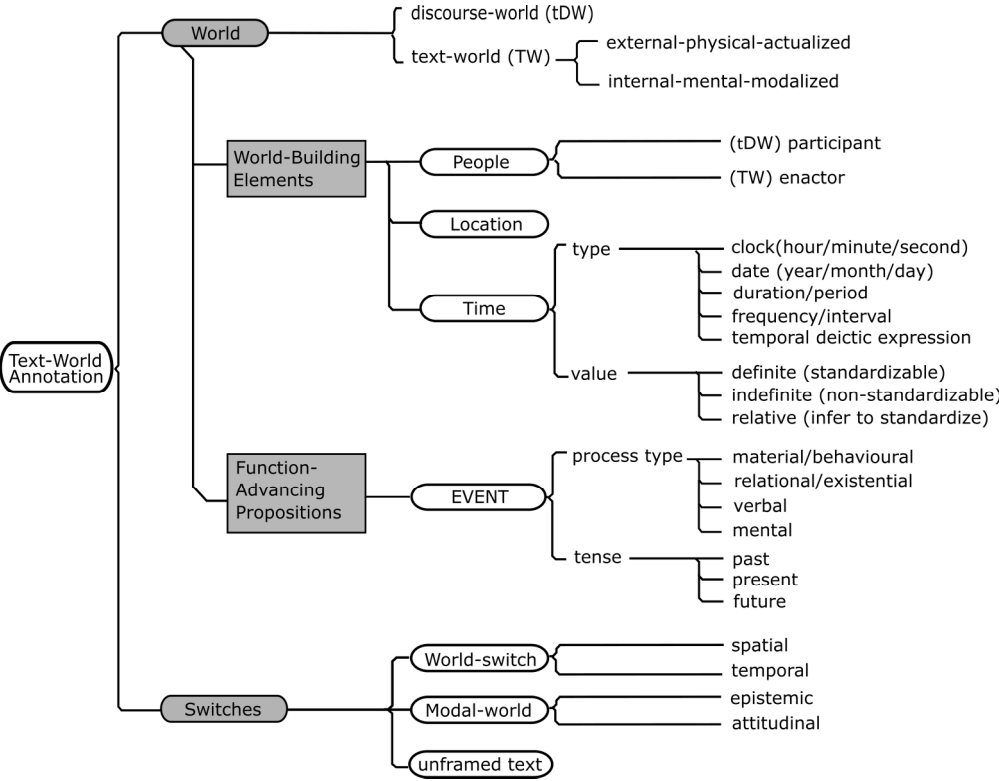 World
discourse-world (tDW)
text-world (TW)
external-physical-actualized
internal-mental-modalized
World-Building
Elements
People
(tDW) participant
(TW) enactor
Location
Time
type
clock(hour/minute/second)
date (year/month/day)
duration/period
frequency/interval
temporal deictic expression
value
definite (standardizable)
indefinite (non-standardizable)
relative (infer to standardize)
Text-World
Annotation
Function-
Advancing
Propositions
EVENT
process type
material/behavioural
relational/existential
verbal
mental
tense
past
present
future
Switches
World-switch
spatial
temporal
Modal-world
epistemic
attitudinal
unframed text